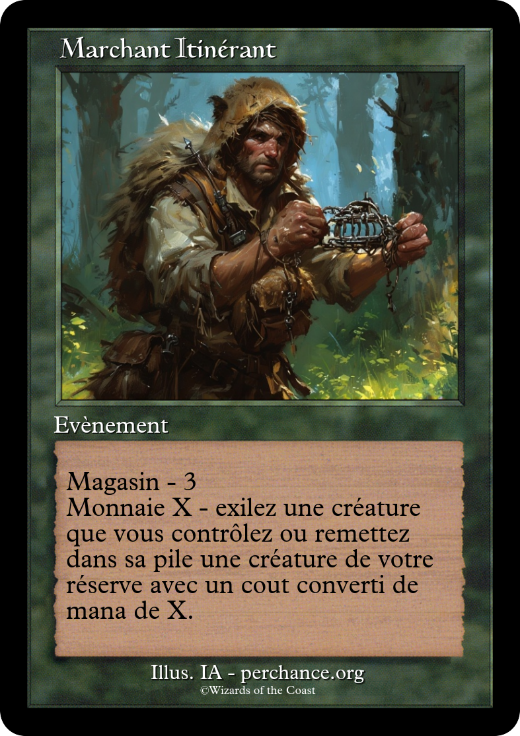 Marchant Itinérant
Evènement
Magasin - 3
Monnaie X - exilez une créature
que vous contrôlez ou remettez
dans sa pile une créature de votre
réserve avec un cout converti de
mana de X.
Illus. IA - perchance.org
©Wizards of the Coast